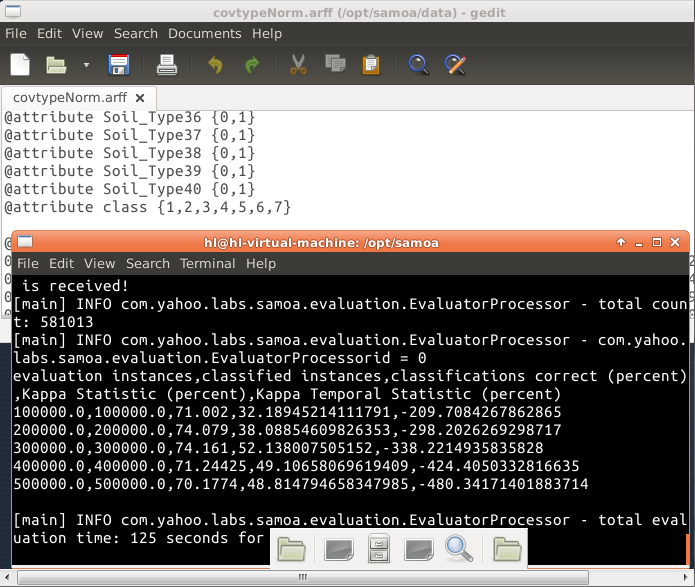 covtypeNorm.arff (/opt/samoa/data) - gedit
File Edit View Search Documents Help
covtypeNorm.arff
@attribute Soil_Type36 {0,1}
@attribute Soil_Type37 {0,1}
@attribute Soil_Type38 {0,1}
@attribute Soil_Type39 {0,1}
@attribute Soil_Type40 {0,1}
@attribute class {1,2,3,4,5,6,7}
hl@hl-virtual-machine: /opt/samoa
File Edit View Search Terminal Help
is received!
[main] INFO com.yahoo.labs.samoa.evaluation.EvaluatorProcessor - total coun
t: 581013
[main] INFO com.yahoo.labs.samoa.evaluation.EvaluatorProcessor - com.yahoo.
labs.samoa.evaluation.EvaluatorProcessorid = 0
evaluation instances,classified instances,classifications correct (percent)
,Kappa Statistic (percent),Kappa Temporal Statistic (percent)
100000.0,100000.0,71.002,32.18945214111791,-209.7084267862865
200000.0,200000.0,74.079,38.08854609826353,-298.2026269298717
300000.0,300000.0,74.161,52.138007505152,-338.2214935835828
400000.0,400000.0,71.24425,49.10658069619409,-424.4050332816635
500000.0,500000.0,70.1774,48.814794658347985,-480.34171401883714
[main] INFO com.yahoo.labs.samoa.evaluation.EvaluatorProcessor - total eval
uation time: 125 seconds for